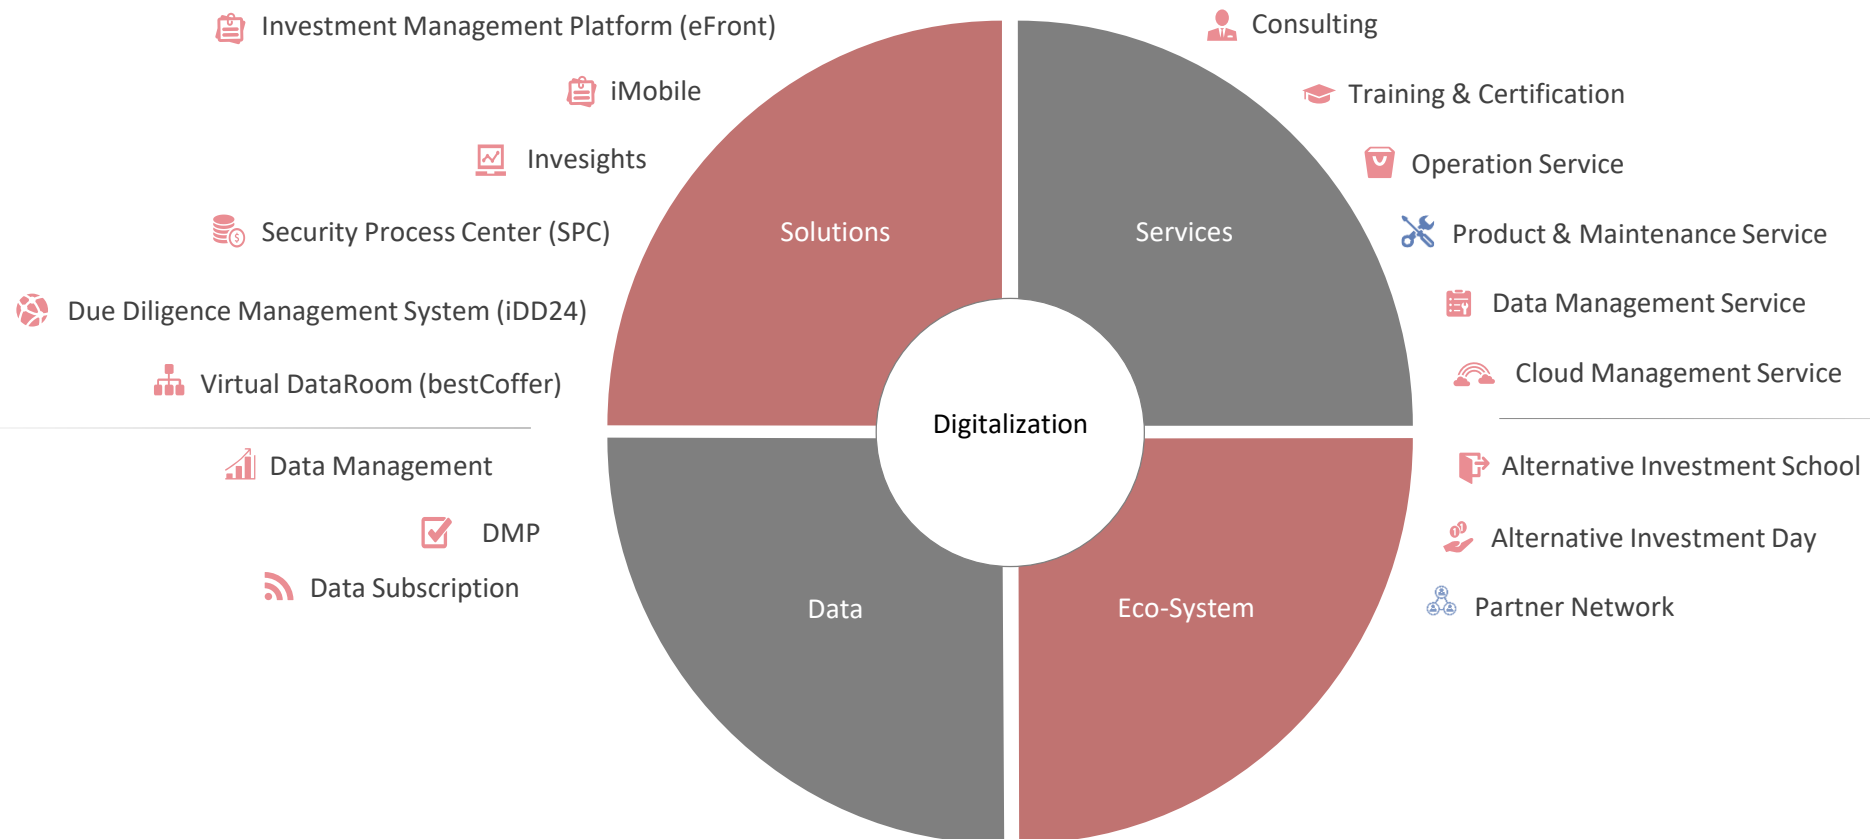 Investment Management Platform (eFront)
iMobile
Invesights
Security Process Center (SPC)
Due Diligence Management System (iDD24)
Virtual DataRoom (bestCoffer)
Solutions
Services
Consulting
Training & Certification
Operation Service
Product & Maintenance Service
Data Management Service
Cloud Management Service
Digitalization
Data Management
DMP
Data Subscription
Data
Eco-System
Alternative Investment School
Alternative Investment Day
Partner Network